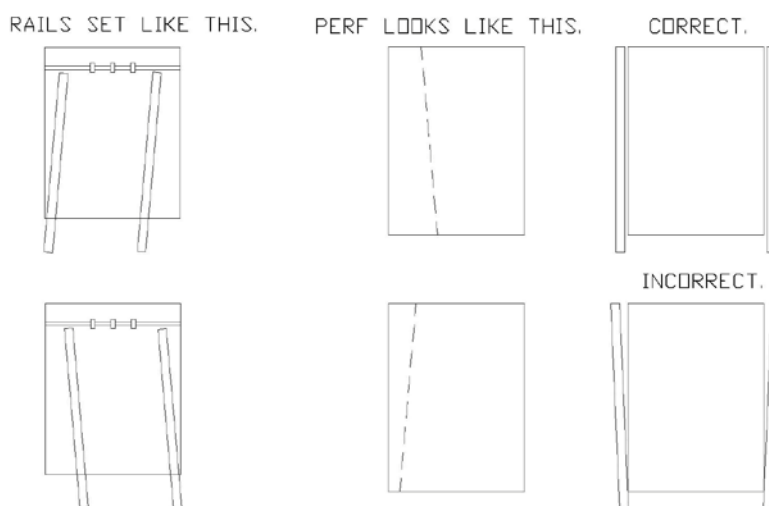 RAILS SET LIKE THIS.
PERF LOOKS LIKE THIS.
CORRECT.
INCORRECT.